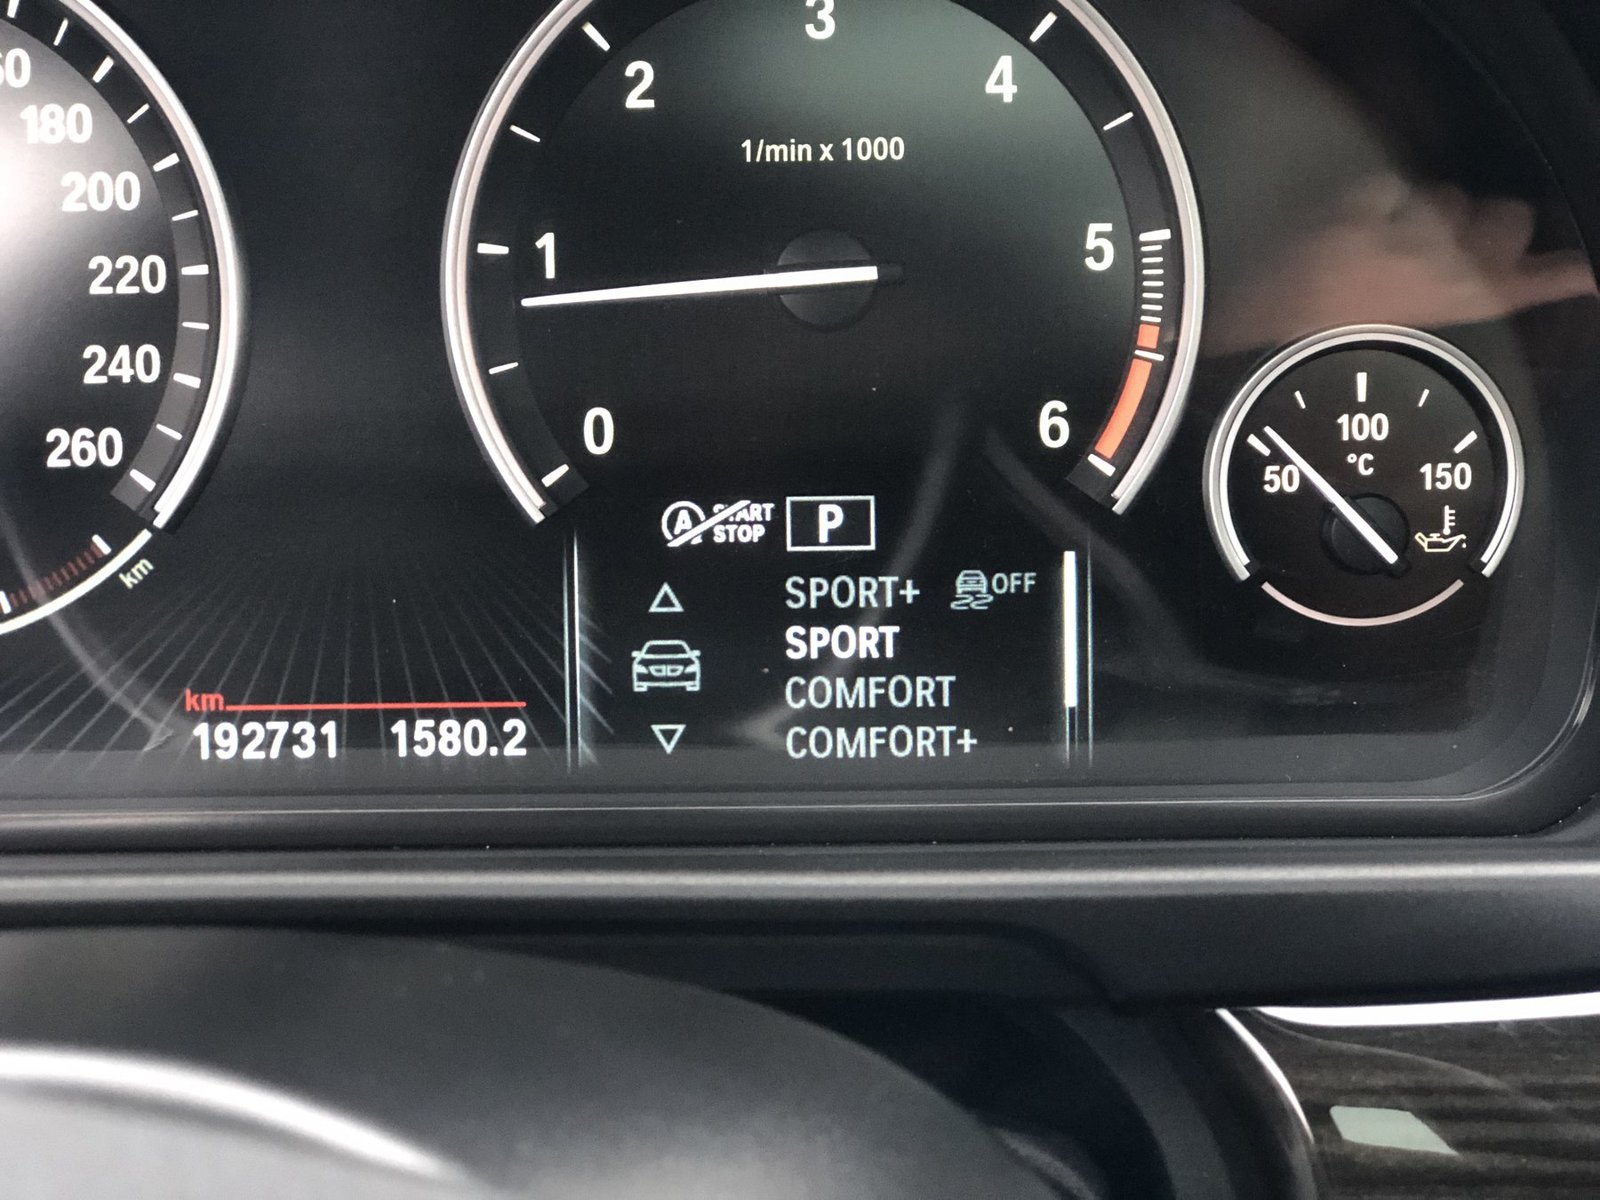 3
2
4
180
1/min x 1000
200
1
5
220
240
0
6
260
100
°C
50
150
A START STOP
P
km
SPORT+ OFF
SPORT
COMFORT
COMFORT+
km
192731 1580.2